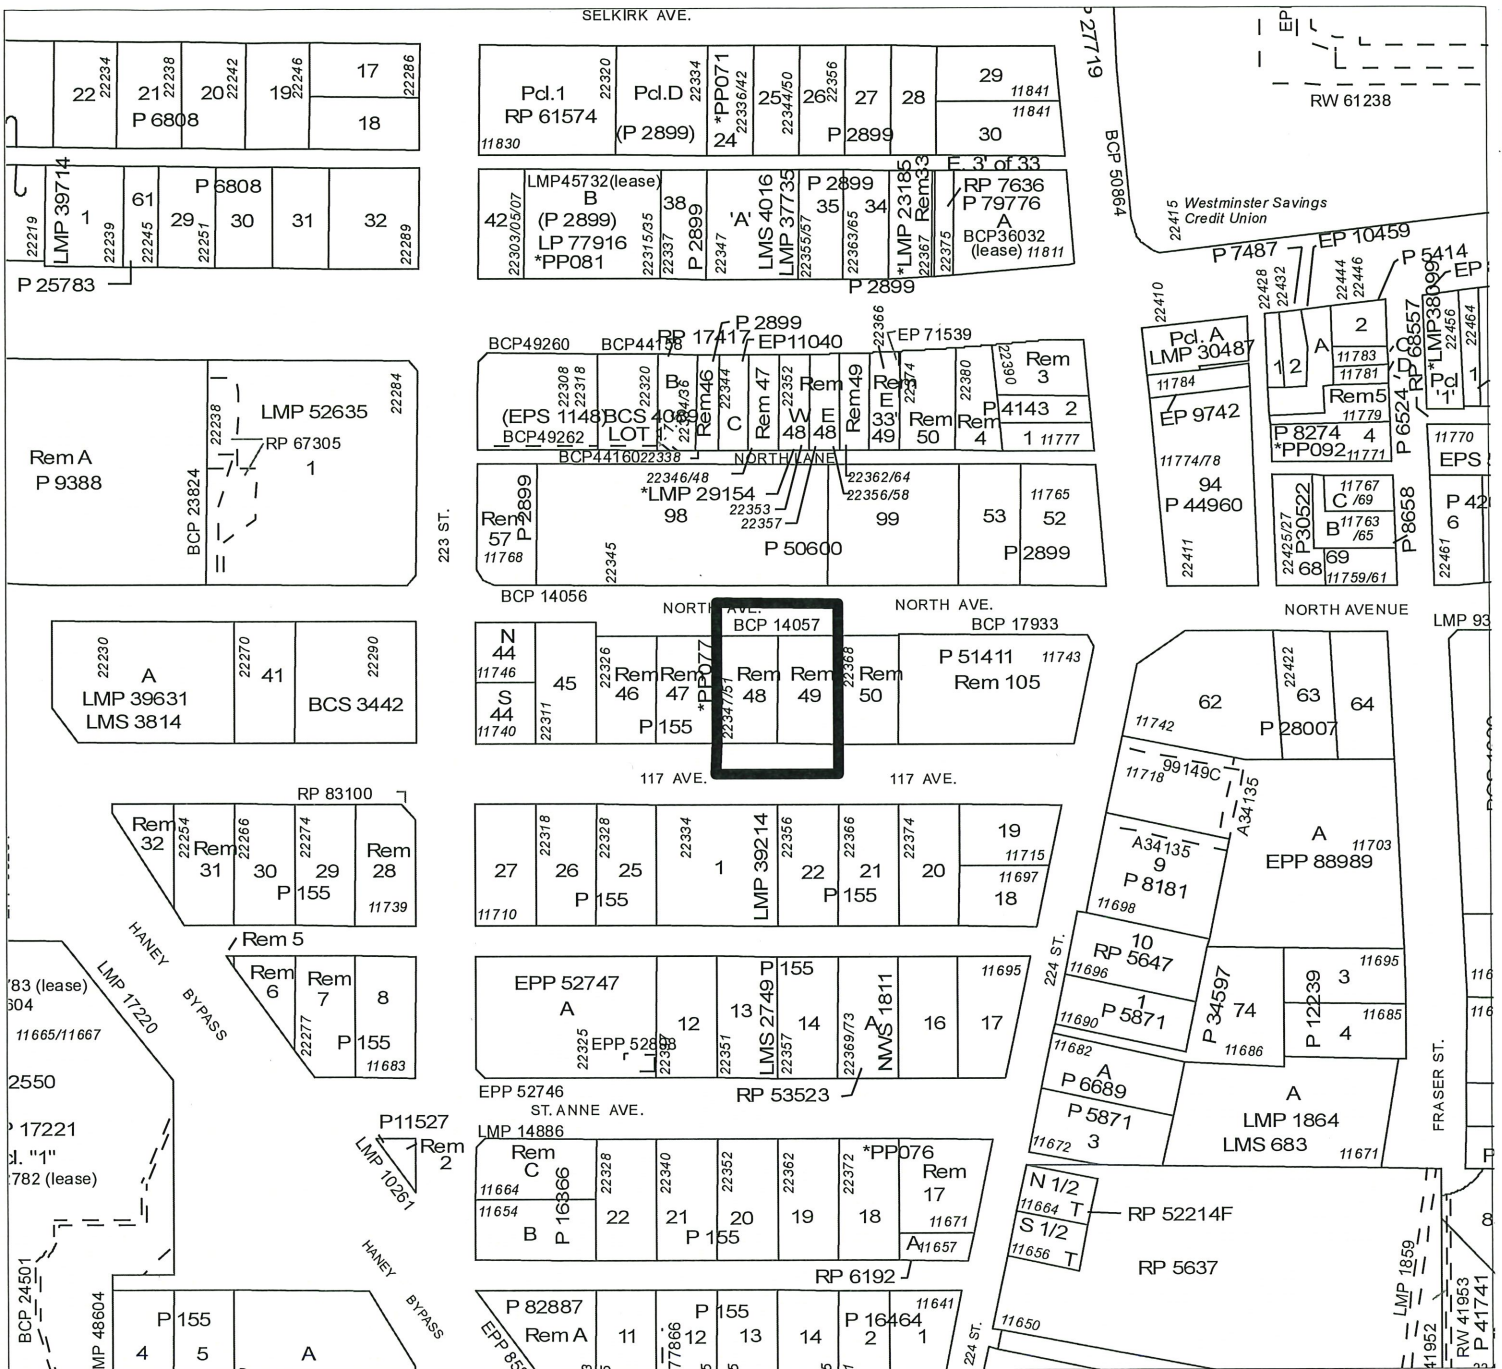 SELKIRK AVE.
22
22234
21
22238
20
22242
19
22246
17
22286
18
P 6808
Pcl.1
RP 61574
22320
11830
Pcl.D
(P 2899)
22334
*PP071
22336/42
24
25
22344/50
26
22356
27
28
P 2899
29
11841
11841
30
P 27719
BCP 50864
RW 61238
22219
LMP 39714
1
22239
61
22245
P 6808
29
22251
30
31
32
22289
P 25783
42
22303/05/07
LMP45732(lease)
B
(P 2899)
LP 77916
*PP081
22315/35
38
22337
P 2899
'A'
22347
LMS 4016
LMP 37735
P 2899
35
22355/57
34
22363/65
*LMP 23185
Rem33
22367
22375
E. 3' of 33
RP 7636
P 79776
A
BCP36032
(lease) 11811
P 2899
22415
Westminster Savings
Credit Union
P 7487
EP 10459
P 5414
EP
22410
22428
22432
22444
22446
LMP 52635
22284
22238
RP 67305
1
Rem A
P 9388
BCP 23824
223 ST.
BCP49260
BCP44158
RP 17417
P 2899
EP11040
22366
EP 71539
22308
22318
22320
(EPS 1148)
BCS 4089
BCP49262
LOT 1
B
Rem46
22344
C
Rem 47
22352
Rem
W
48
E
48
Rem49
Rem
E
33'
49
22374
Rem
50
22380
Rem
4
22390
Rem
3
P 4143
2
1
11777
BCP44160
22338
NORTH LANE
22346/48
*LMP 29154
22353
22357
22362/64
22356/58
Rem
57
11768
P 2899
22345
98
P 50600
99
53
11765
52
P 2899
Pcl. A
LMP 30487
11784
EP 9742
11774/78
94
P 44960
22411
1
2
A
2
11783
C
11781
'D'
Rem5
11779
P 8274
4
*PP092
11771
P 6524
RP 68557
*LMP38099
22456
22464
Pcl
'1'
1
11770
EPS
22425/27
P30522
C
11767
/69
B
11763
/65
68
69
11759/61
P 8658
6
22461
BCP 14056
NORTH AVE.
NORTH AVE.
BCP 14057
BCP 17933
NORTH AVENUE
LMP 93
22230
A
LMP 39631
LMS 3814
22270
41
22290
BCS 3442
N
44
11746
S
44
11740
45
22311
22326
Rem
46
Rem
47
P 155
*PP077
22347/51
Rem
48
Rem
49
22368
Rem
50
P 51411
11743
Rem 105
117 AVE.
117 AVE.
62
11742
22422
63
64
P 28007
11718
99149C
A34135
A34135
9
P 8181
11698
A
11703
EPP 88989
RP 83100
Rem
32
22254
Rem
31
22266
30
22274
29
Rem
28
P 155
11739
27
11710
22318
26
22328
25
P 155
22334
1
LMP 39214
22356
22
22366
21
P 155
22374
20
19
11715
11697
18
HANEY
BYPASS
LMP 17220
Rem 5
Rem
6
Rem
7
22277
8
P 155
11683
'83 (lease)
604
11665/11667
2550
17221
"1"
782 (lease)
EPP 52747
A
22325
12
13
22351
P 155
LMS 2749
22357
14
22369/73
A
NWS 1811
16
11695
17
EPP 52746
RP 53523
ST. ANNE AVE.
224 ST.
10
RP 5647
11696
1
P 5871
11690
P 34597
74
11686
P 12239
11695
3
11685
4
11682
A
P 6689
P 5871
3
11672
A
LMP 1864
LMS 683
11671
FRASER ST.
P11527
Rem
2
LMP 10261
LMP 14886
Rem
C
11664
11654
B
P 16366
22328
22
22340
21
22352
20
P 155
22362
19
22372
18
*PP076
Rem
17
11671
A
11657
RP 6192
N 1/2
11664
T
S 1/2
11656
T
RP 52214F
RP 5637
11650
LMP 1859
RW 41953
P 41741
41952
8
BCP 24501
MP 48604
HANEY
BYPASS
P 155
4
5
A
P 82887
Rem A
11
77866
12
P 155
13
14
P 16464
2
11641
1
224 ST.